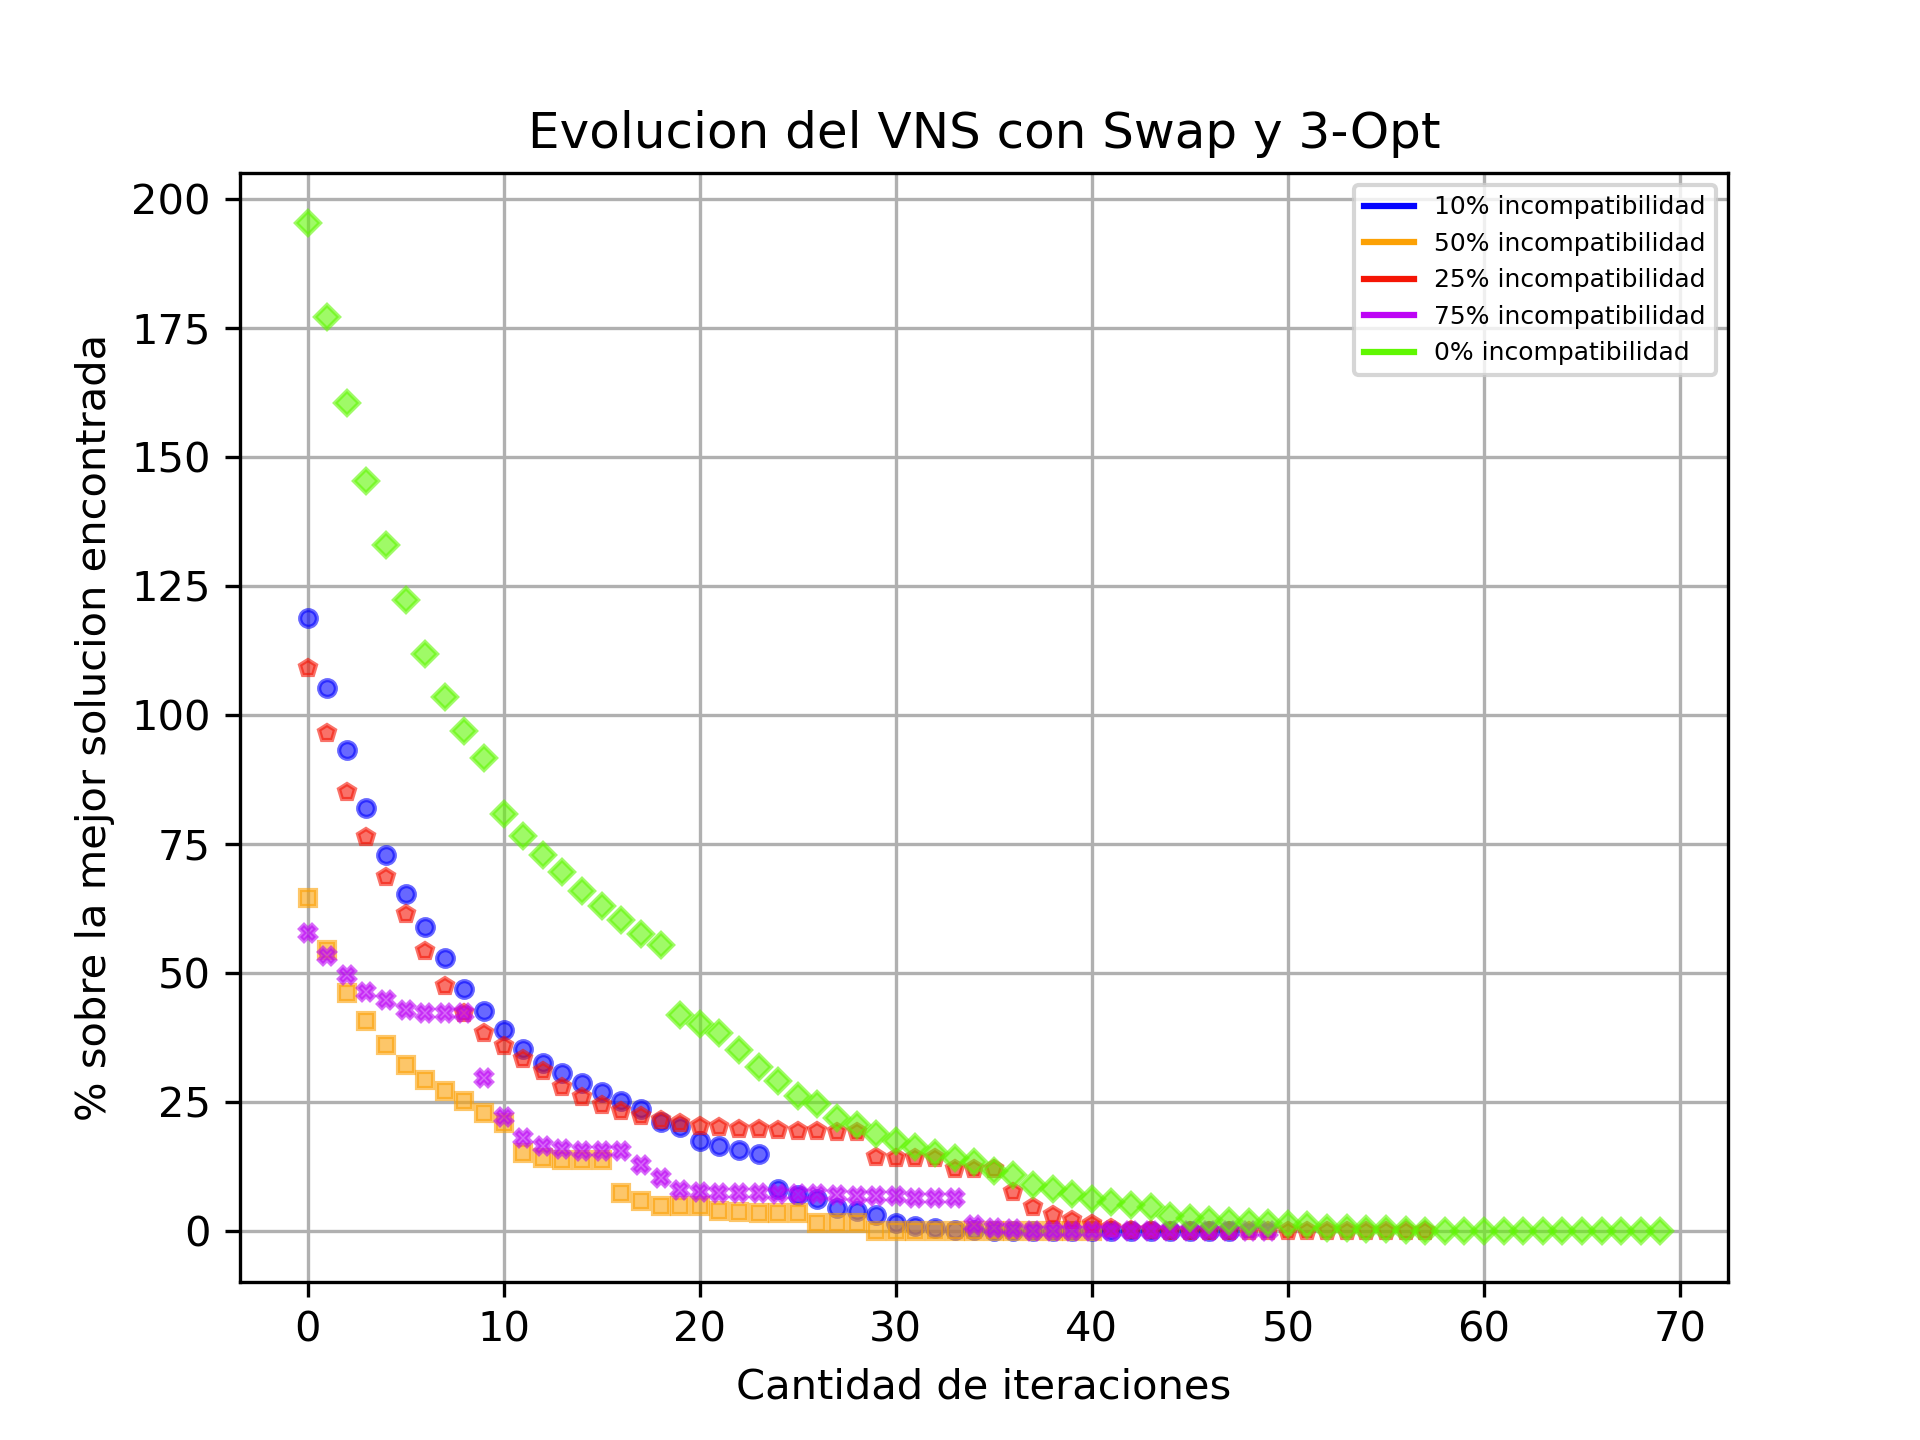 Evolucion del VNS con Swap y 3-Opt
% sobre la mejor solucion encontrada
200
175
150
125
100
75
50
25
0
10% incompatibilidad
50% incompatibilidad
25% incompatibilidad
75% incompatibilidad
0% incompatibilidad
0 10 20 30 40 50 60 70
Cantidad de iteraciones